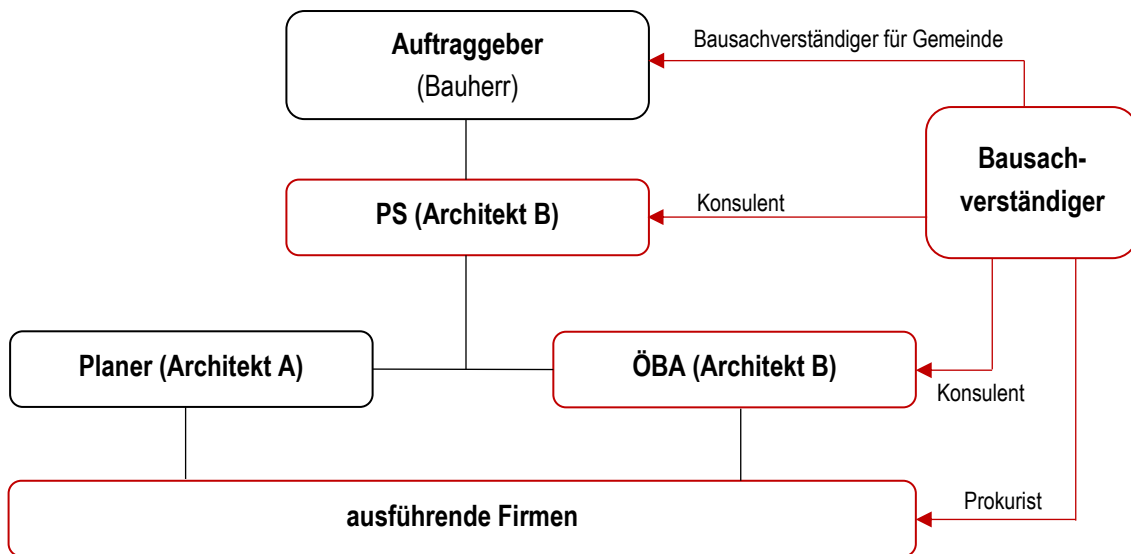 Auftraggeber
(Bauherr)
Bausachverständiger für Gemeinde
Bausach-
verständiger
PS (Architekt B)
Konsulent
Planer (Architekt A)
ÖBA (Architekt B)
Konsulent
ausführende Firmen
Prokurist